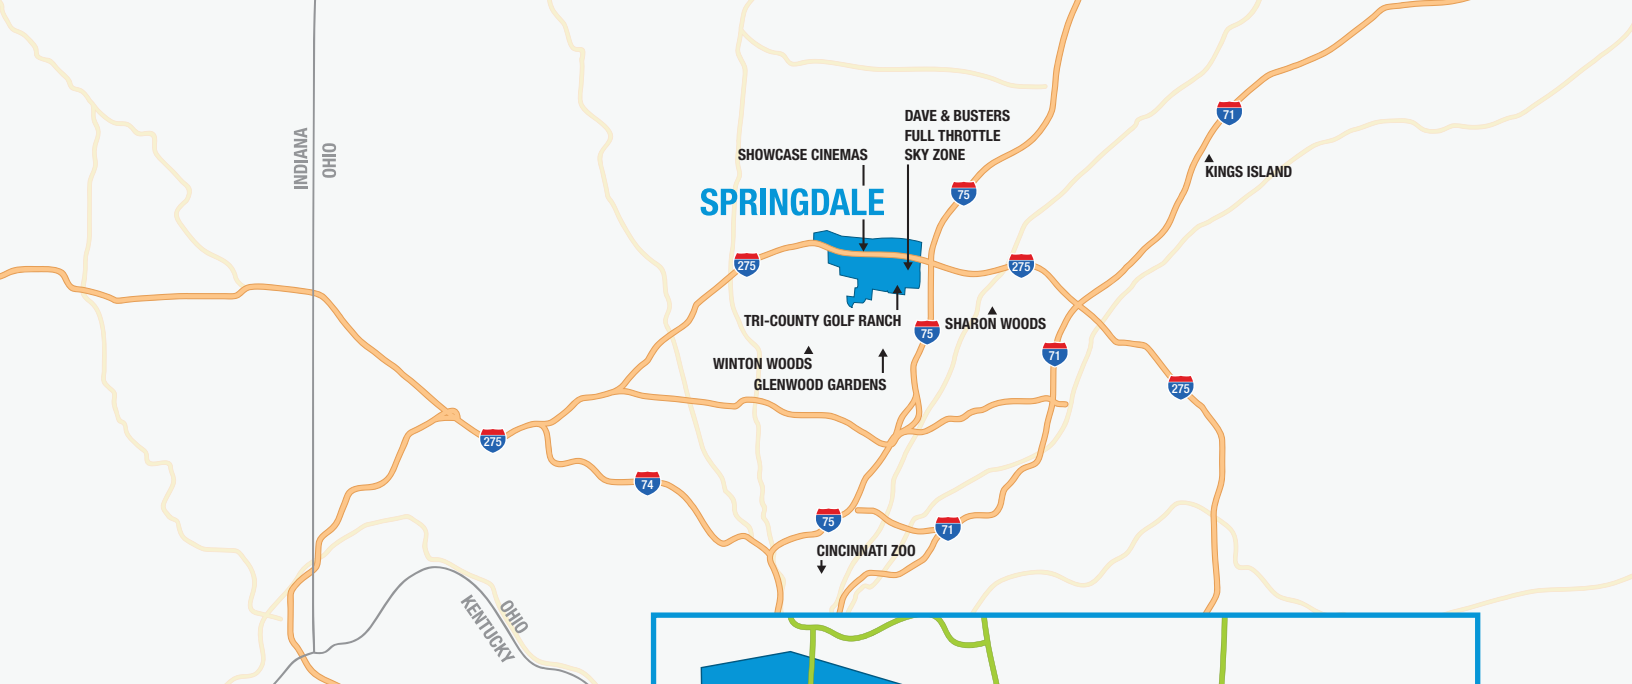 DAVE & BUSTERS
FULL THROTTLE
SKY ZONE
SHOWCASE CINEMAS
SPRINGDALE
INDIANA
OHIO
71
KINGS ISLAND
75
275
275
TRI-COUNTY GOLF RANCH
75
SHARON WOODS
71
WINTON WOODS
GLENWOOD GARDENS
275
275
74
75
71
CINCINNATI ZOO
OHIO
KENTUCKY